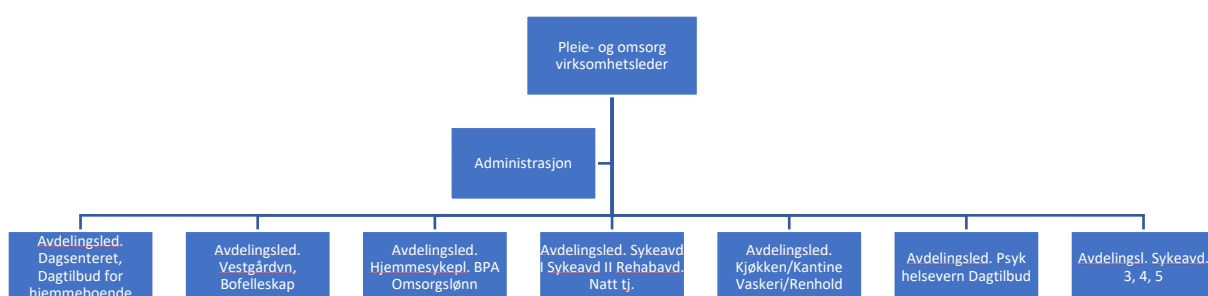 Pleie- og omsorg
virksomhetsleder
Administrasjon
Avdelingsled.
Dagsenteret,
Dagtilbud for
hjemmeboende
Avdelingsled.
Vestgårdvn,
Bofelleskap
Avdelingsled.
Hjemmesykepl. BPA
Omsorgslønn
Avdelingsled. Sykeavd
I Sykeavd II Rehabavd.
Natt tj.
Avdelingsled.
Kjøkken/Kantine
Vaskeri/Renhold
Avdelingsled. Psyk
helsevern Dagtilbud
Avdelingsl. Sykeavd.
3, 4, 5